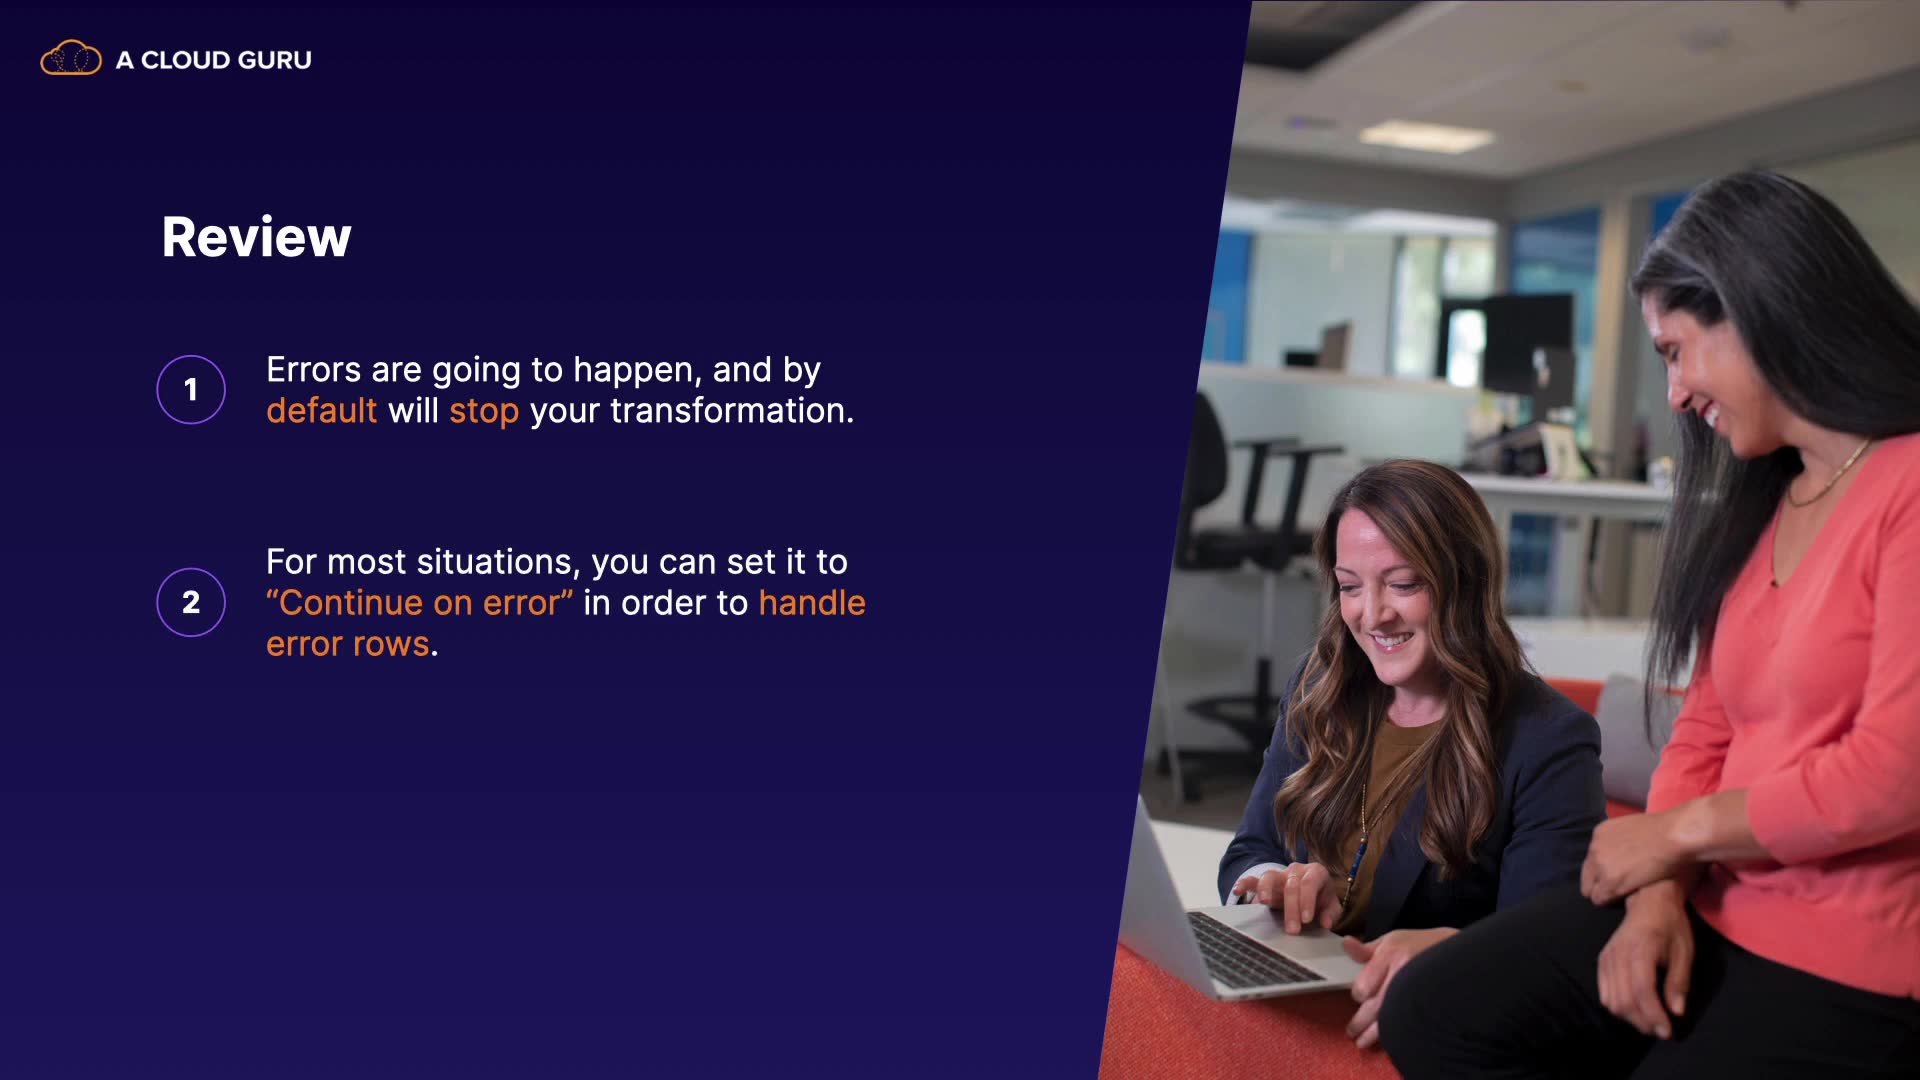 A CLOUD GURU
Review
1
Errors are going to happen, and by
default will stop your transformation.
2
For most situations, you can set it to
“Continue on error” in order to handle
error rows.